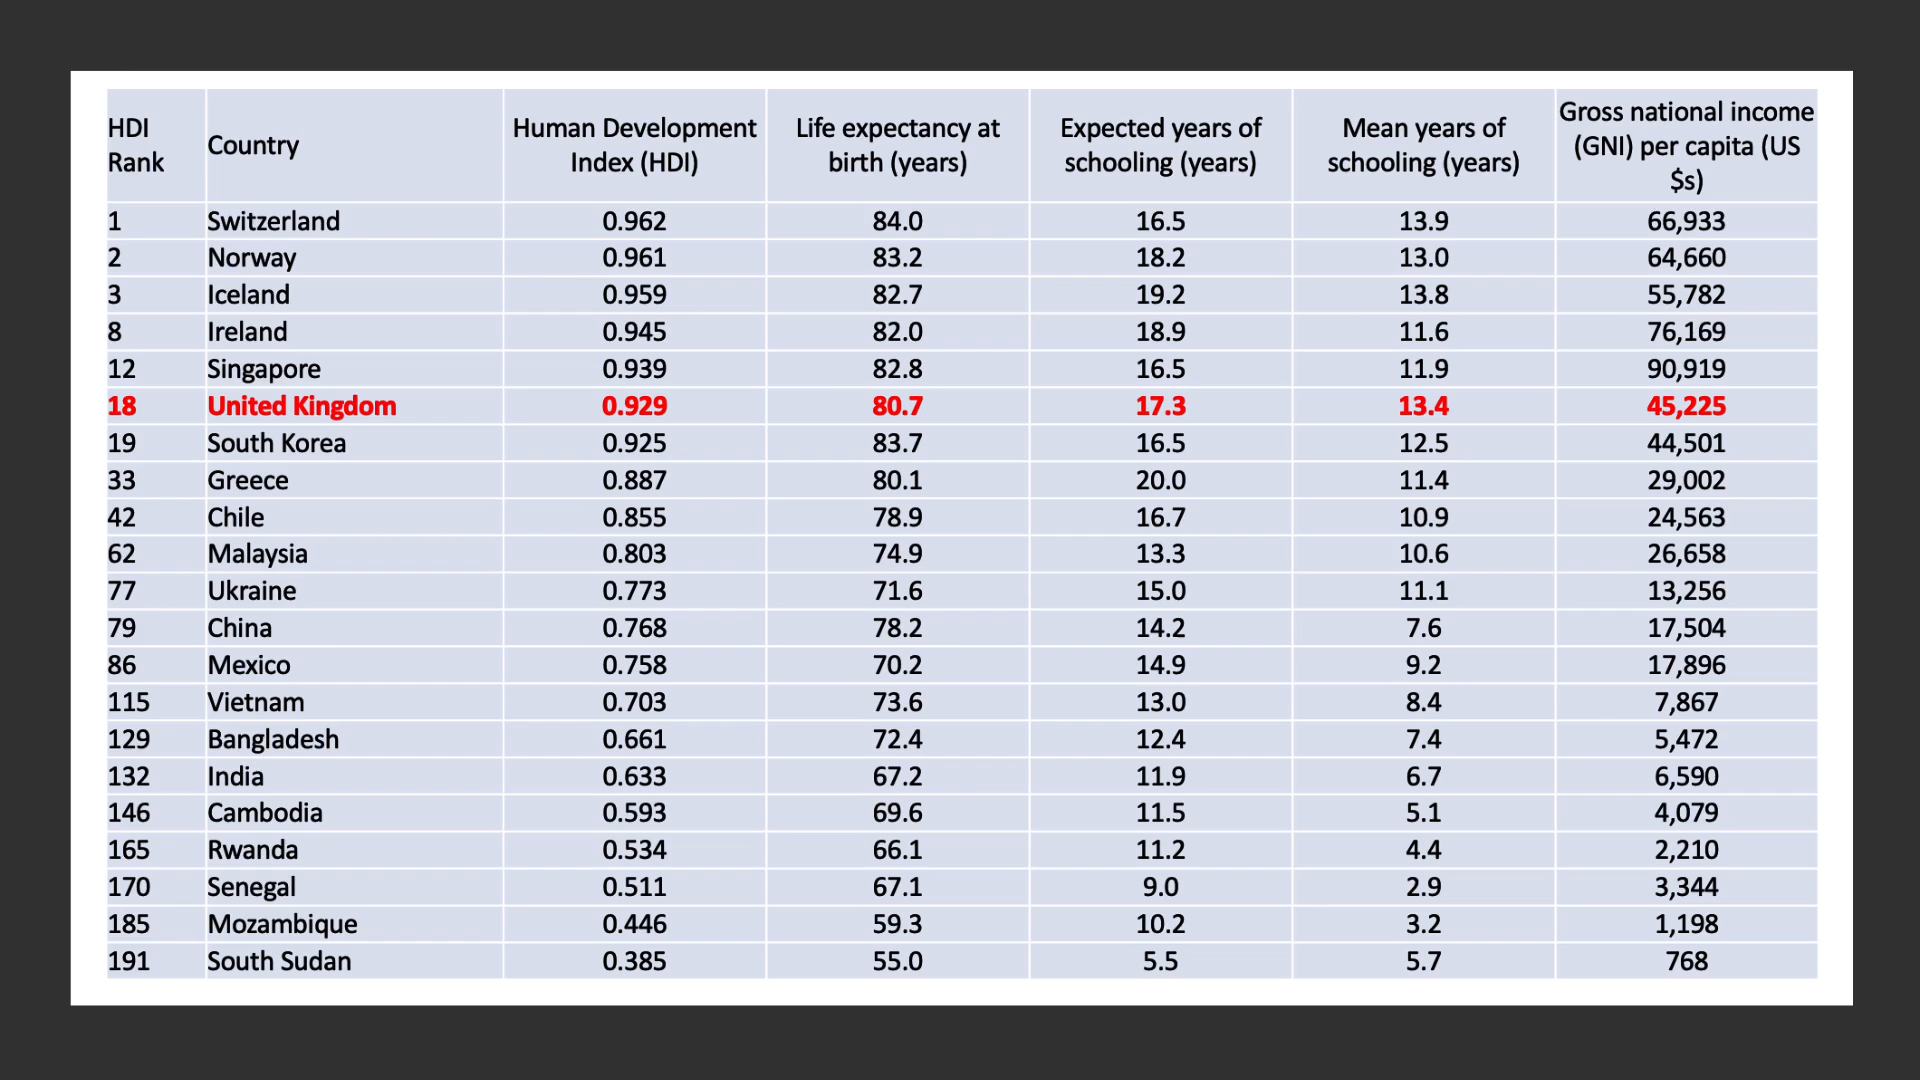 HDI Rank Country Human Development Index (HDI) Life expectancy at birth (years) Expected years of schooling (years) Mean years of schooling (years) Gross national income (GNI) per capita (US $s)
1 Switzerland 0.962 84.0 16.5 13.9 66,933
2 Norway 0.961 83.2 18.2 13.0 64,660
3 Iceland 0.959 82.7 19.2 13.8 55,782
8 Ireland 0.945 82.0 18.9 11.6 76,169
12 Singapore 0.939 82.8 16.5 11.9 90,919
18 United Kingdom 0.929 80.7 17.3 13.4 45,225
19 South Korea 0.925 83.7 16.5 12.5 44,501
33 Greece 0.887 80.1 20.0 11.4 29,002
42 Chile 0.855 78.9 16.7 10.9 24,563
62 Malaysia 0.803 74.9 13.3 10.6 26,658
77 Ukraine 0.773 71.6 15.0 11.1 13,256
79 China 0.768 78.2 14.2 7.6 17,504
86 Mexico 0.758 70.2 14.9 9.2 17,896
115 Vietnam 0.703 73.6 13.0 8.4 7,867
129 Bangladesh 0.661 72.4 12.4 7.4 5,472
132 India 0.633 67.2 11.9 6.7 6,590
146 Cambodia 0.593 69.6 11.5 5.1 4,079
165 Rwanda 0.534 66.1 11.2 4.4 2,210
170 Senegal 0.511 67.1 9.0 2.9 3,344
185 Mozambique 0.446 59.3 10.2 3.2 1,198
191 South Sudan 0.385 55.0 5.5 5.7 768